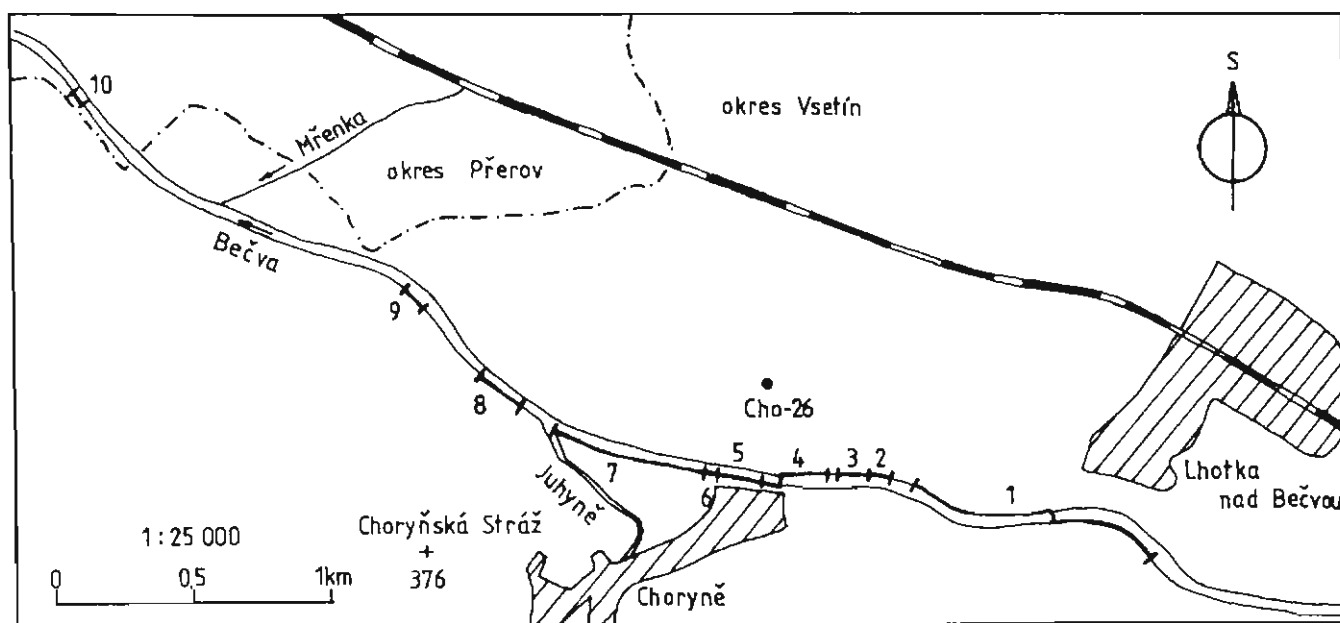 10
S
okres Vsetín
Mřenka
okres Přerov
Bečva
9
8
Cho-26
7
5
6
4
3
2
1
Lhotka
nad Bečvou
Juhyně
Choryňská Stráž
+
376
1:25 000
0
0,5
1km
Choryně